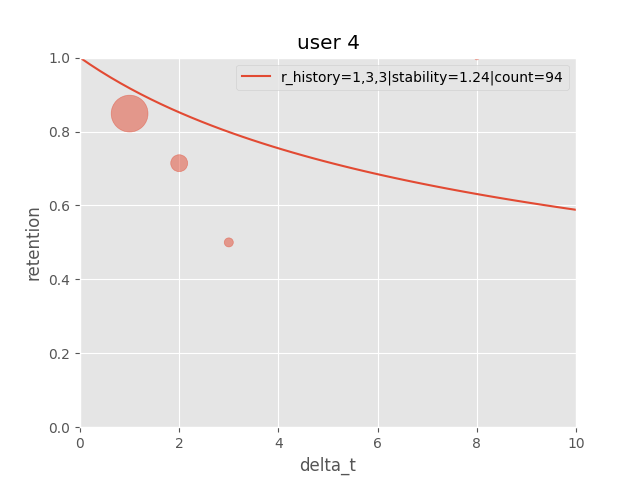 user 4
r_history=1,3,3|stability=1.24|count=94
retention
1.0
0.8
0.6
0.4
0.2
0.0
0 2 4 6 8 10
delta_t